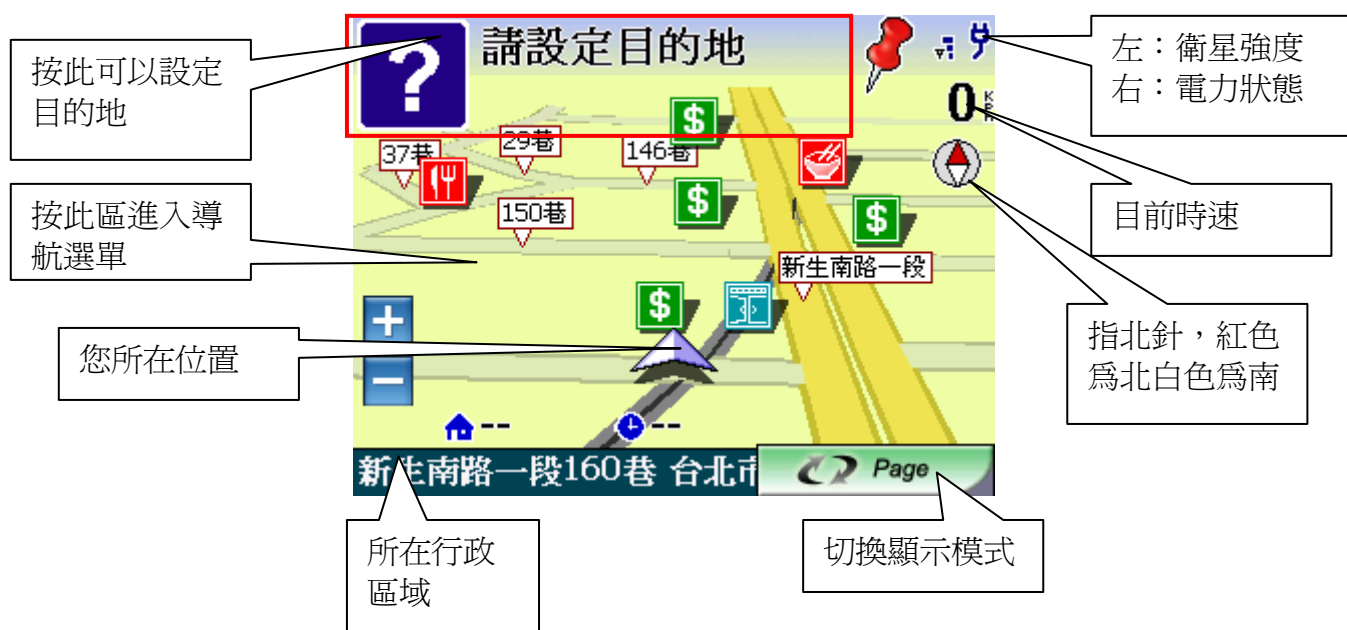 按此可以設定
目的地
按此區進入導
航選單
您所在位置
請設定目的地
0
KPH
37巷
29巷
146巷
150巷
新生南路一段
--
--
新生南路一段160巷 台北市
Page
左：衛星強度
右：電力狀態
目前時速
指北針，紅色
爲北白色爲南
所在行政
區域
切換顯示模式